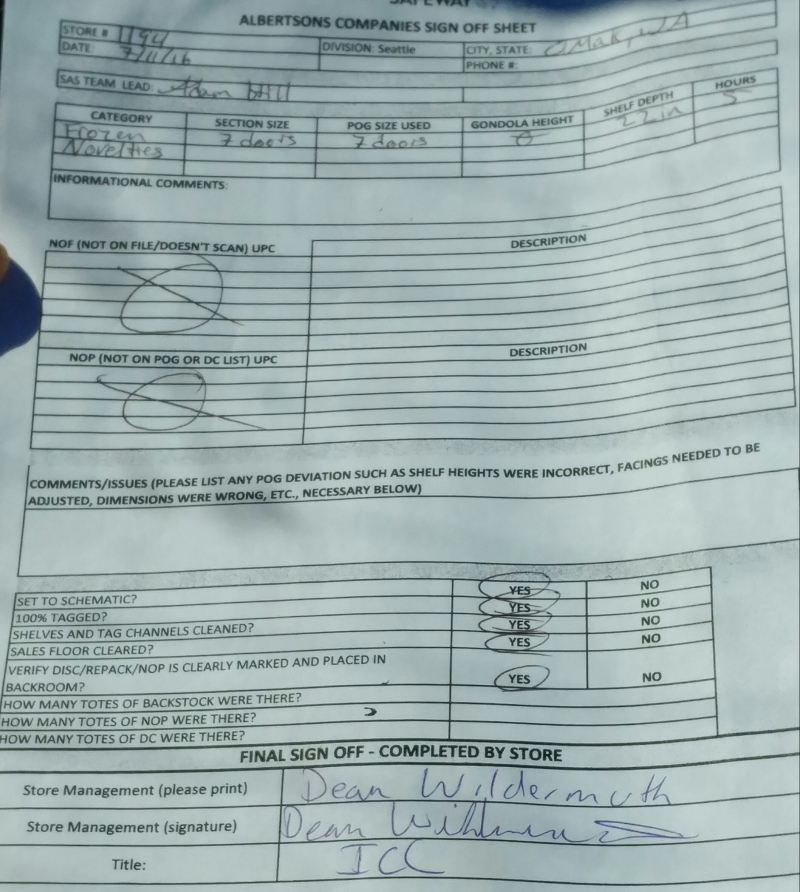 SAFEWAY
ALBERTSONS COMPANIES SIGN OFF SHEET
STORE # 1194
DATE: 7/11/16 DIVISION: Seattle CITY, STATE: OMak, WA
PHONE #:
SAS TEAM LEAD: Adam Hill
CATEGORY SECTION SIZE POG SIZE USED GONDOLA HEIGHT SHELF DEPTH HOURS
Frozen 7 doors 7 doors 22in 5
Novelties
INFORMATIONAL COMMENTS:
NOF (NOT ON FILE/DOESN'T SCAN) UPC DESCRIPTION
NOP (NOT ON POG OR DC LIST) UPC DESCRIPTION
COMMENTS/ISSUES (PLEASE LIST ANY POG DEVIATION SUCH AS SHELF HEIGHTS WERE INCORRECT, FACINGS NEEDED TO BE
ADJUSTED, DIMENSIONS WERE WRONG, ETC., NECESSARY BELOW)
SET TO SCHEMATIC? YES NO
100% TAGGED? YES NO
SHELVES AND TAG CHANNELS CLEANED? YES NO
SALES FLOOR CLEARED? YES NO
VERIFY DISC/REPACK/NOP IS CLEARLY MARKED AND PLACED IN
BACKROOM? YES NO
HOW MANY TOTES OF BACKSTOCK WERE THERE?
HOW MANY TOTES OF NOP WERE THERE?
HOW MANY TOTES OF DC WERE THERE?
FINAL SIGN OFF - COMPLETED BY STORE
Store Management (please print) Dean Wildermuth
Store Management (signature) Dean
Title: ICC